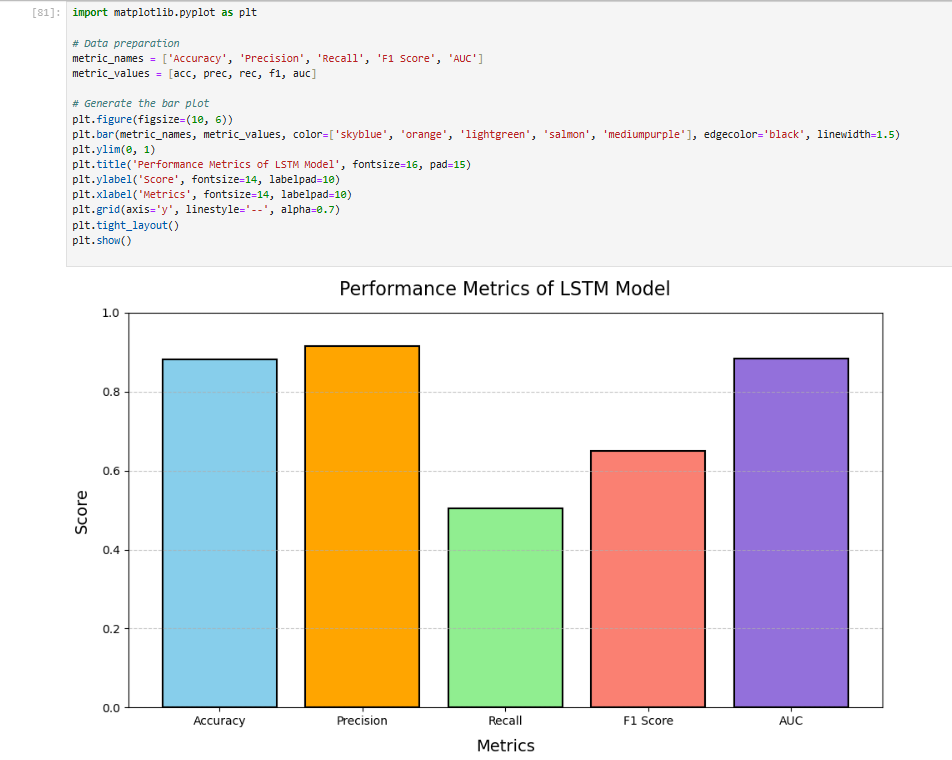 [81]: import matplotlib.pyplot as plt
# Data preparation
metric_names = ['Accuracy', 'Precision', 'Recall', 'F1 Score', 'AUC']
metric_values = [acc, prec, rec, f1, auc]
# Generate the bar plot
plt.figure(figsize=(10, 6))
plt.bar(metric_names, metric_values, color=['skyblue', 'orange', 'lightgreen', 'salmon', 'mediumpurple'], edgecolor='black', linewidth=1.5)
plt.ylim(0, 1)
plt.title('Performance Metrics of LSTM Model', fontsize=16, pad=15)
plt.ylabel('Score', fontsize=14, labelpad=10)
plt.xlabel('Metrics', fontsize=14, labelpad=10)
plt.grid(axis='y', linestyle='--', alpha=0.7)
plt.tight_layout()
plt.show()
Performance Metrics of LSTM Model
1.0
0.8
0.6
0.4
0.2
0.0
Score
Accuracy Precision Recall F1 Score AUC
Metrics